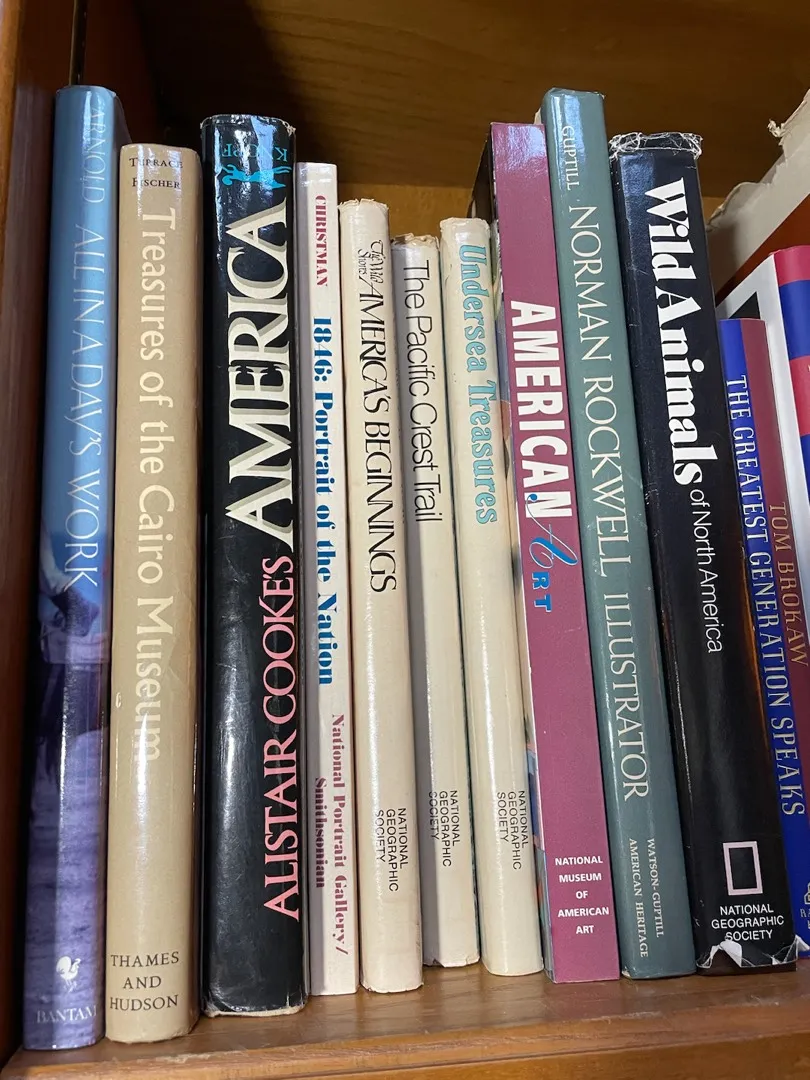 ARNOLD ALL IN A DAY'S WORK
BANTAM
TERRACE
FISCHER
Treasures of the Cairo Museum
THAMES
AND
HUDSON
KNOPF
ALISTAIR COOKE'S AMERICA
CHRISTMAN 1846: Portrait of the Nation
National Portrait Gallery/
Smithsonian
The Wild
Shores AMERICA'S BEGINNINGS
NATIONAL
GEOGRAPHIC
SOCIETY
The Pacific Crest Trail
NATIONAL
GEOGRAPHIC
SOCIETY
Undersea Treasures
NATIONAL
GEOGRAPHIC
SOCIETY
AMERICAN ART
NATIONAL
MUSEUM
OF
AMERICAN
ART
GUPTILL NORMAN ROCKWELL ILLUSTRATOR
WATSON-GUPTILL
AMERICAN HERITAGE
Wild Animals of North America
NATIONAL
GEOGRAPHIC
SOCIETY
TOM BROKAW
THE GREATEST GENERATION SPEAKS